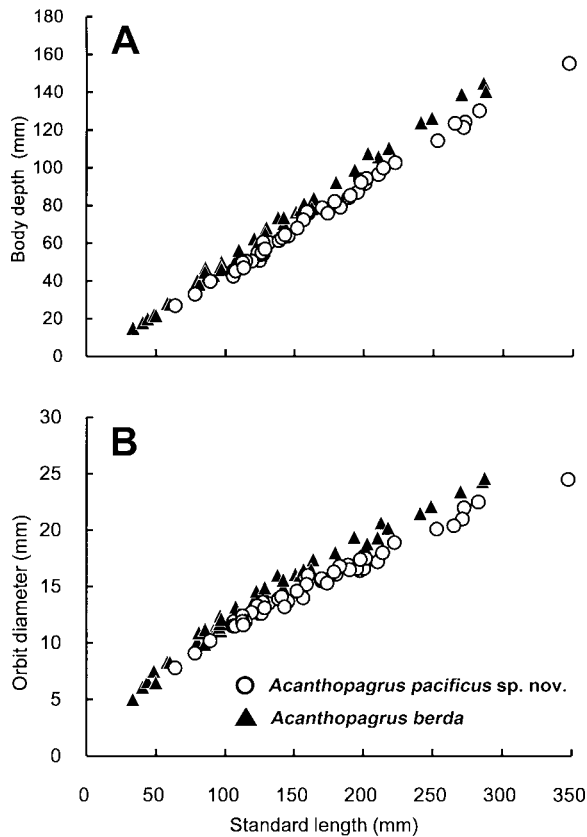 A
180
160
140
120
100
80
60
40
20
0
Body depth (mm)
B
30
25
20
15
10
5
0
Orbit diameter (mm)
Acanthopagrus pacificus sp. nov.
Acanthopagrus berda
0 50 100 150 200 250 300 350
Standard length (mm)